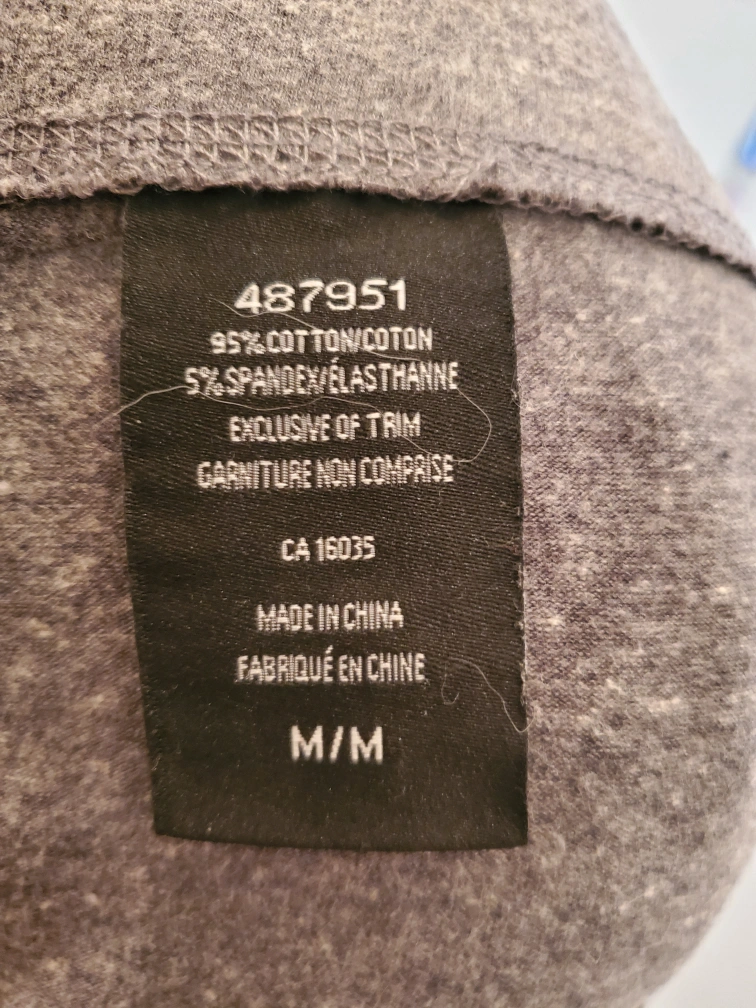 487951
95% COTTON/COTON
5% SPANDEX/ÉLASTHANNE
EXCLUSIVE OF TRIM
GARNITURE NON COMPRISE
CA 16035
MADE IN CHINA
FABRIQUÉ EN CHINE
M/M